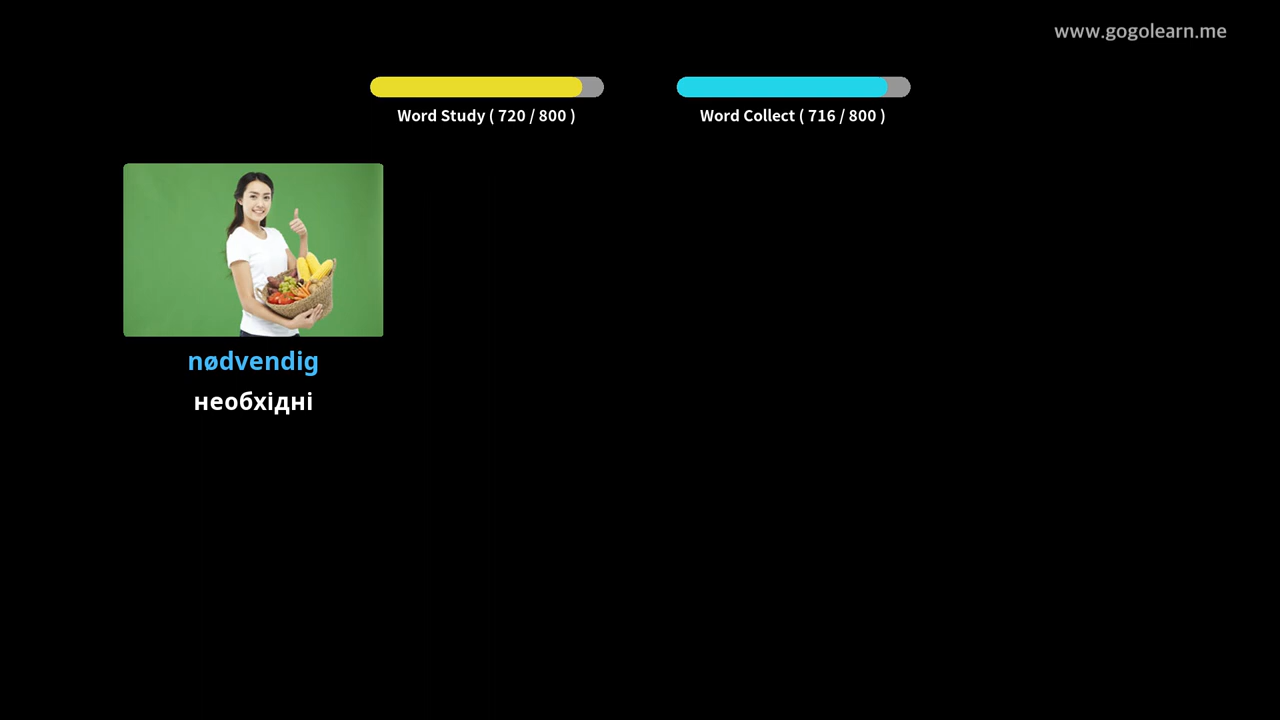 www.gogolearn.me
Word Study ( 720 / 800 )
Word Collect ( 716 / 800 )
nødvendig
необхідні